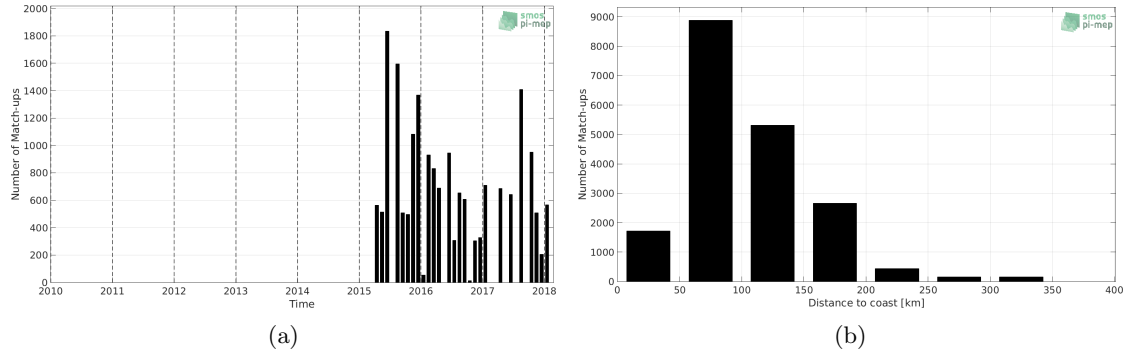 2000
1800
1600
1400
1200
1000
800
600
400
200
0
Number of Match-ups
2010 2011 2012 2013 2014 2015 2016 2017 2018
Time
smos
pi-mep
(a)
9000
8000
7000
6000
5000
4000
3000
2000
1000
0
Number of Match-ups
0 50 100 150 200 250 300 350 400
Distance to coast [km]
smos
pi-mep
(b)